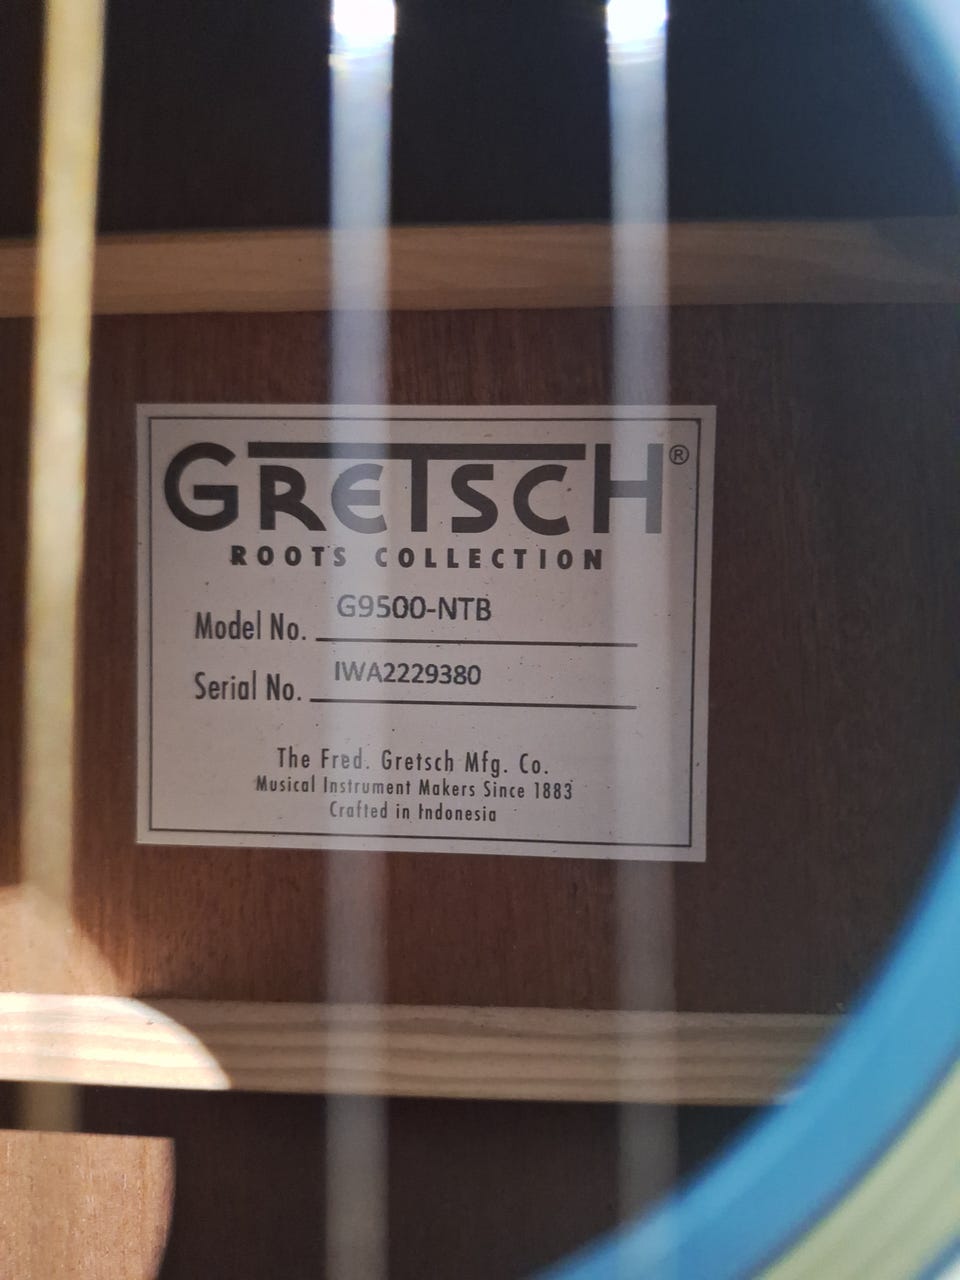 GRETSCH®
ROOTS COLLECTION
Model No. G9500-NTB
Serial No. IWA2229380
The Fred. Gretsch Mfg. Co.
Musical Instrument Makers Since 1883
Crafted in Indonesia